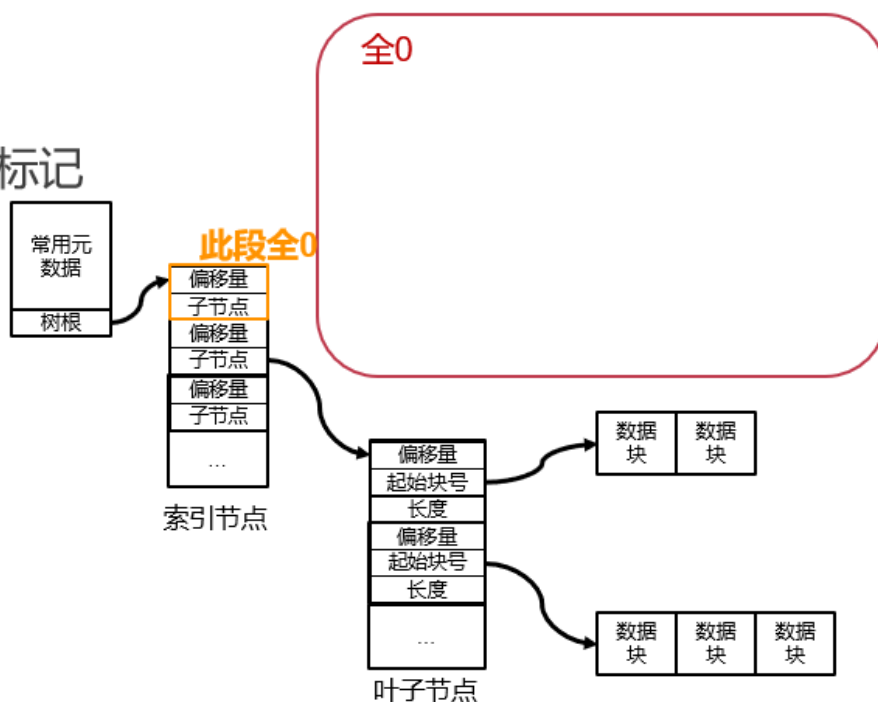 全0
标记
常用元
数据
树根
此段全0
偏移量
子节点
偏移量
子节点
偏移量
子节点
...
索引节点
偏移量
起始块号
长度
偏移量
起始块号
长度
...
叶子节点
数据
块
数据
块
数据
块
数据
块
数据
块